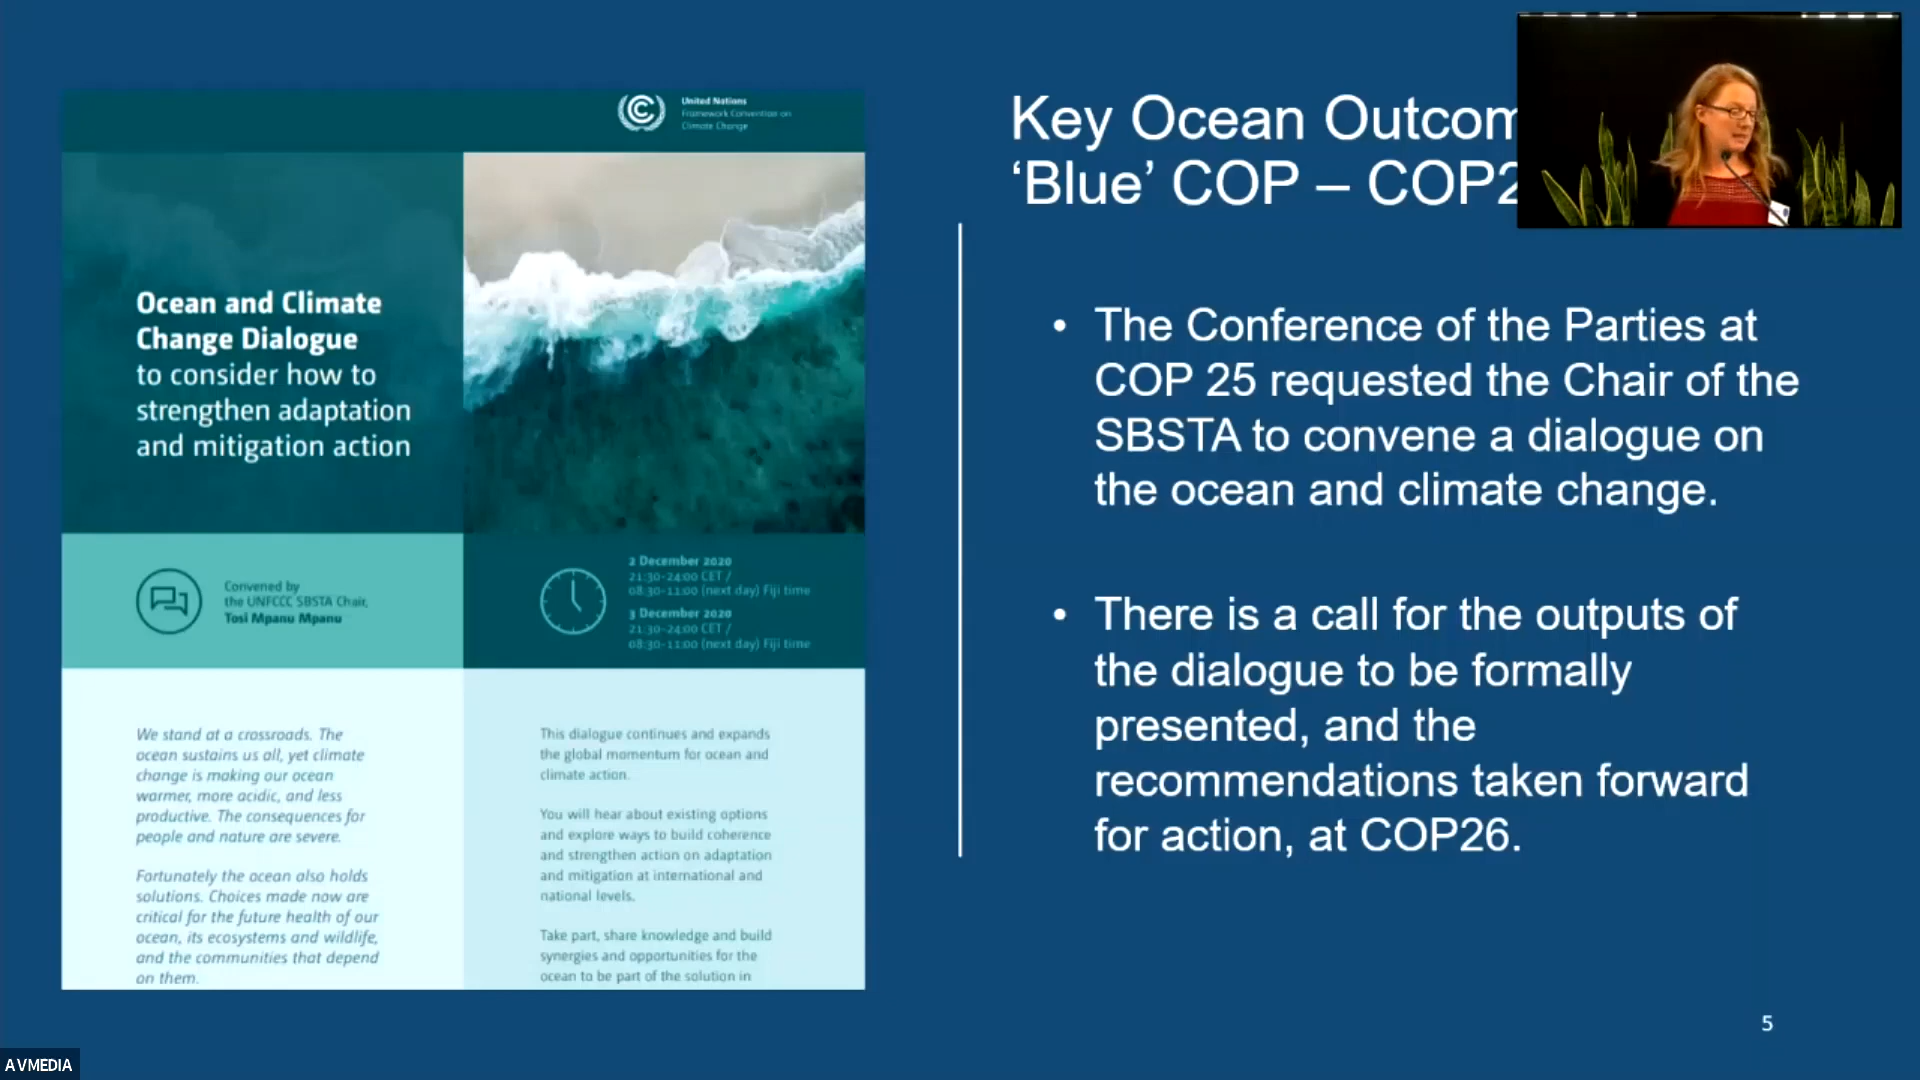 United Nations
Framework Convention on
Climate Change
Ocean and Climate
Change Dialogue
to consider how to
strengthen adaptation
and mitigation action
Convened by
the UNFCCC SBSTA Chair,
Tosi Mpanu Mpanu
2 December 2020
21:30-24:00 CET /
08:30-11:00 (next day) Fiji time
3 December 2020
21:30-24:00 CET /
08:30-11:00 (next day) Fiji time
We stand at a crossroads. The
ocean sustains us all, yet climate
change is making our ocean
warmer, more acidic, and less
productive. The consequences for
people and nature are severe.
Fortunately the ocean also holds
solutions. Choices made now are
critical for the future health of our
ocean, its ecosystems and wildlife,
and the communities that depend
on them.
This dialogue continues and expands
the global momentum for ocean and
climate action.
You will hear about existing options
and explore ways to build coherence
and strengthen action on adaptation
and mitigation at international and
national levels.
Take part, share knowledge and build
synergies and opportunities for the
ocean to be part of the solution in
Key Ocean Outcom
‘Blue’ COP – COP2
• The Conference of the Parties at
COP 25 requested the Chair of the
SBSTA to convene a dialogue on
the ocean and climate change.
• There is a call for the outputs of
the dialogue to be formally
presented, and the
recommendations taken forward
for action, at COP26.
5
AVMEDIA